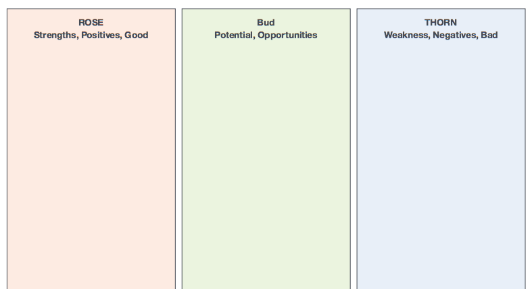 ROSE
Strengths, Positives, Good
Bud
Potential, Opportunities
THORN
Weakness, Negatives, Bad